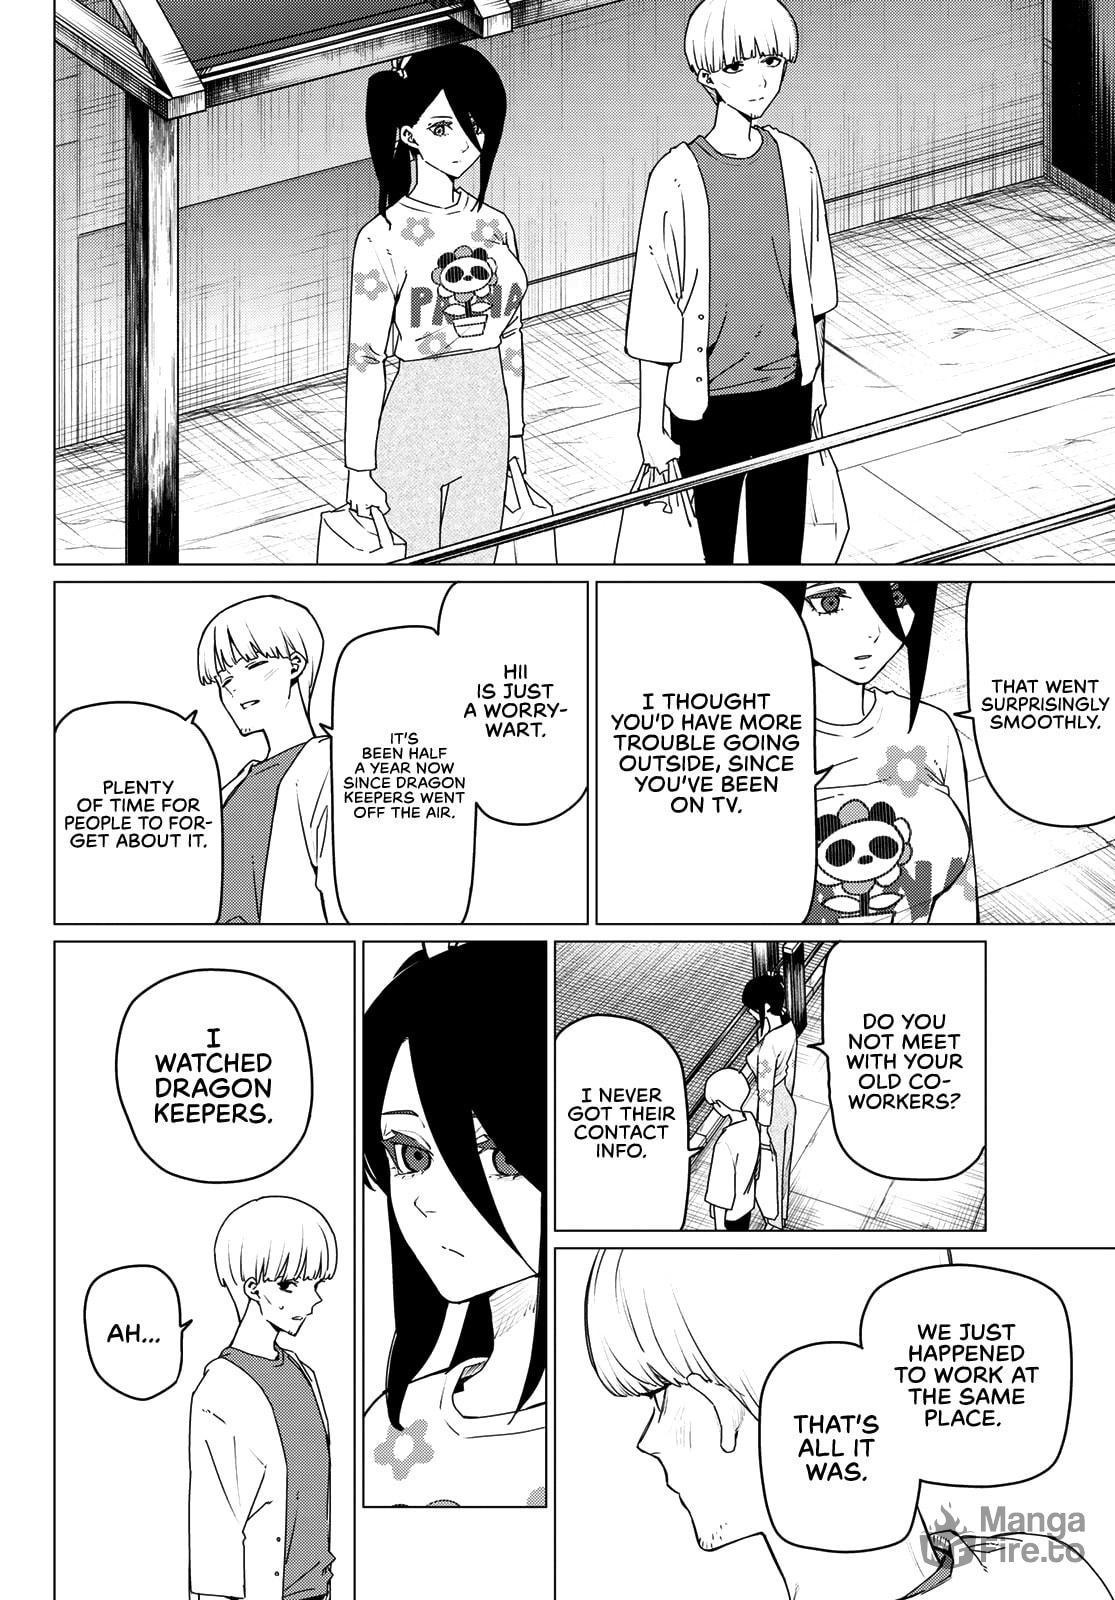 PA
NA
THAT WENT
SURPRISINGLY
SMOOTHLY.
I THOUGHT
YOU'D HAVE MORE
TROUBLE GOING
OUTSIDE, SINCE
YOU'VE BEEN
ON TV.
NA
HII
IS JUST
A WORRY-
WART.
IT'S
BEEN HALF
A YEAR NOW
SINCE DRAGON
KEEPERS WENT
OFF THE AIR.
PLENTY
OF TIME FOR
PEOPLE TO FOR-
GET ABOUT IT.
DO YOU
NOT MEET
WITH YOUR
OLD CO-
WORKERS?
I NEVER
GOT THEIR
CONTACT
INFO.
WE JUST
HAPPENED
TO WORK AT
THE SAME
PLACE.
THAT'S
ALL IT
WAS.
I
WATCHED
DRAGON
KEEPERS.
AH...
Manga
Fire.to